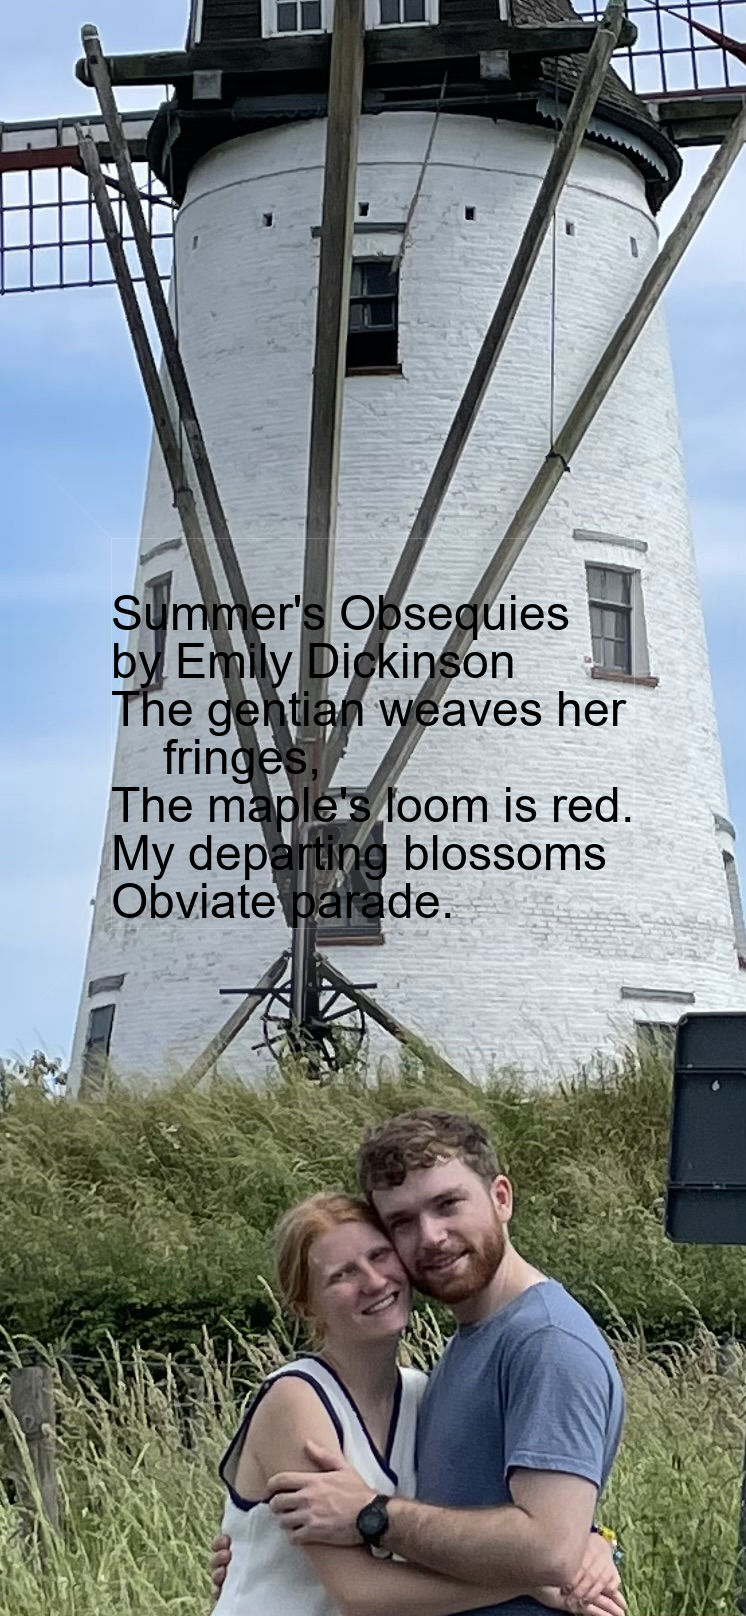 Summer's Obsequies
by Emily Dickinson
The gentian weaves her
fringes,
The maple's loom is red.
My departing blossoms
Obviate parade.